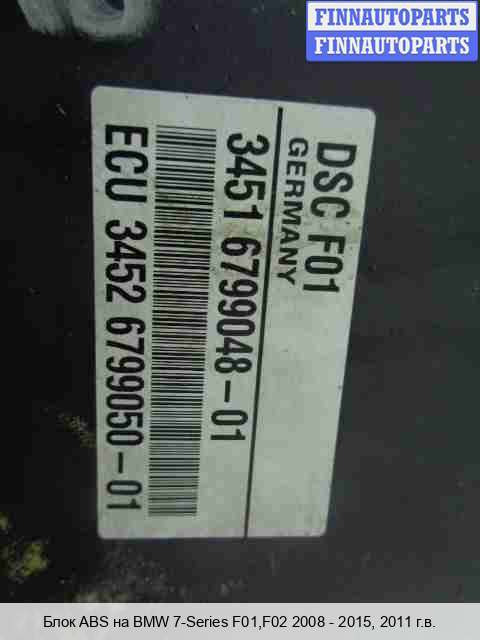 FINNAUTOPARTS
FINNAUTOPARTS
DSC F01
GERMANY
3451 6799048-01
ECU 3452 6799050-01
Блок ABS на BMW 7-Series F01,F02 2008 - 2015, 2011 г.в.